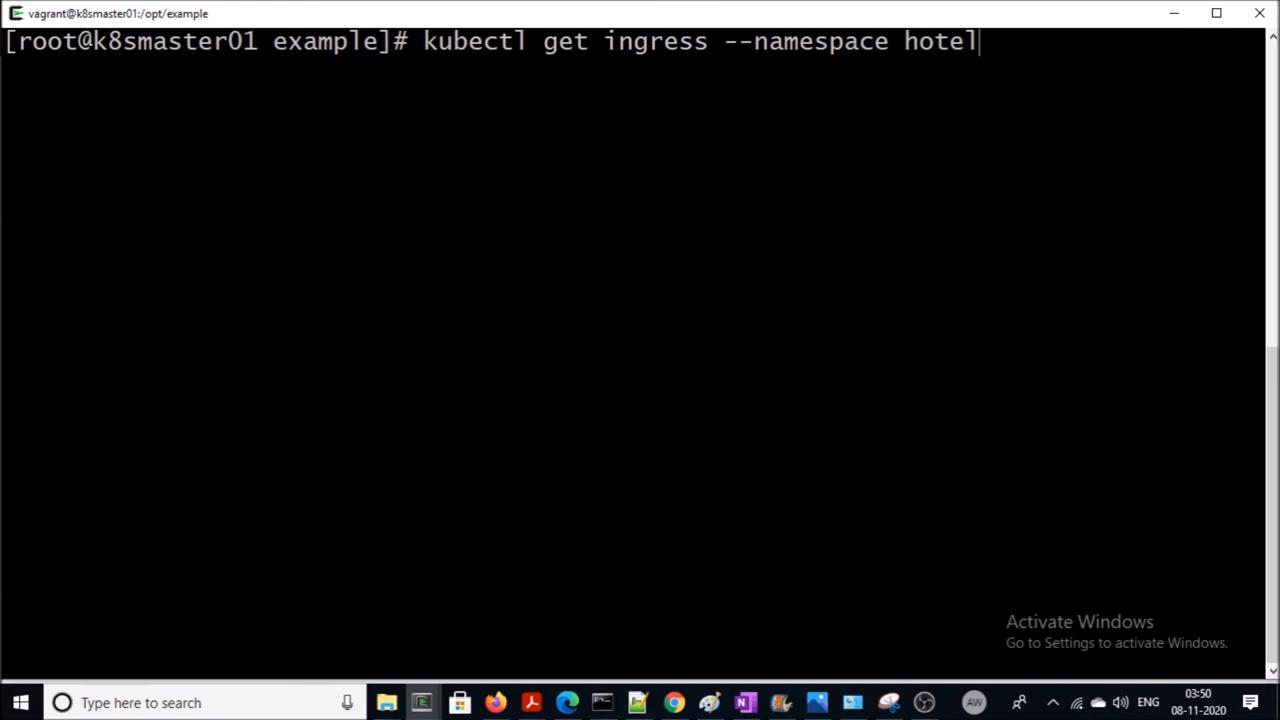 vagrant@k8smaster01:/opt/example
[root@k8smaster01 example]# kubectl get ingress --namespace hotel
Activate Windows
Go to Settings to activate Windows.
Type here to search
AW
ENG
03:50
08-11-2020